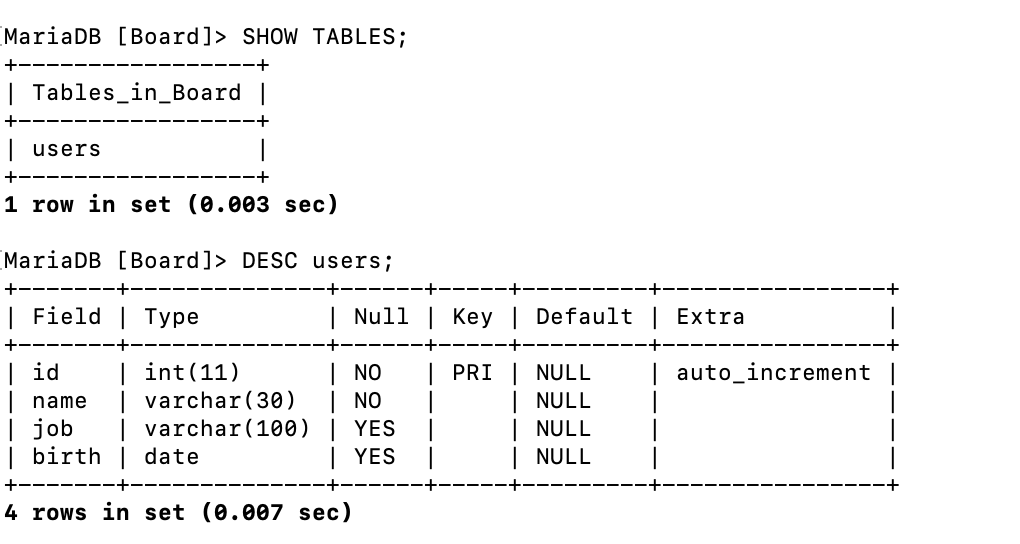 [MariaDB [Board]> SHOW TABLES;
+-----------------+
| Tables_in_Board |
+-----------------+
| users           |
+-----------------+
1 row in set (0.003 sec)
[MariaDB [Board]> DESC users;
+-------+--------------+------+-----+---------+----------------+
| Field | Type         | Null | Key | Default | Extra          |
+-------+--------------+------+-----+---------+----------------+
| id    | int(11)      | NO   | PRI | NULL    | auto_increment |
| name  | varchar(30)  | NO   |     | NULL    |                |
| job   | varchar(100) | YES  |     | NULL    |                |
| birth | date         | YES  |     | NULL    |                |
+-------+--------------+------+-----+---------+----------------+
4 rows in set (0.007 sec)